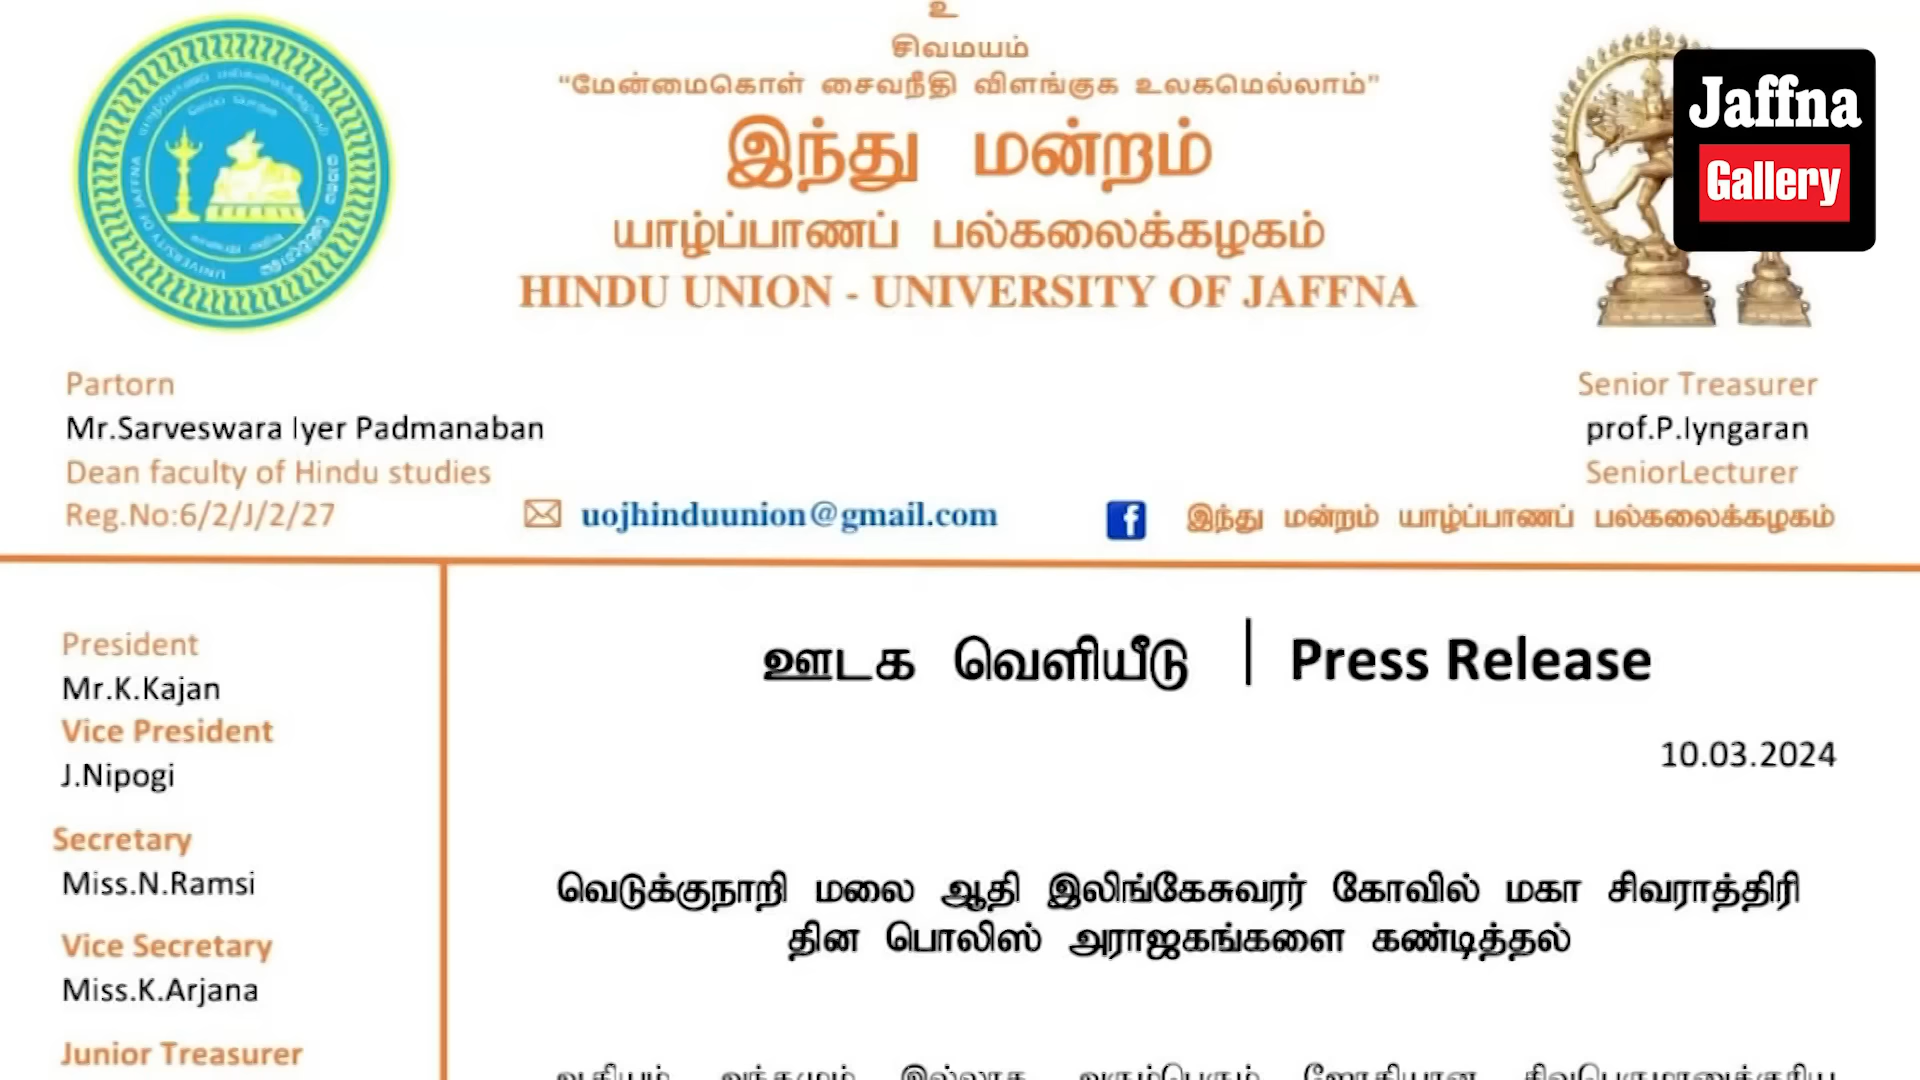 உ
சிவமயம்
“மேன்மைகொள் சைவநீதி விளங்குக உலகமெல்லாம்”
இந்து மன்றம்
யாழ்ப்பாணப் பல்கலைக்கழகம்
HINDU UNION - UNIVERSITY OF JAFFNA
Jaffna
Gallery
UNIVERSITY OF JAFFNA
Partorn
Mr.Sarveswara Iyer Padmanaban
Dean faculty of Hindu studies
Reg.No:6/2/J/2/27
Senior Treasurer
prof.P.Iyngaran
SeniorLecturer
uojhinduunion@gmail.com
இந்து மன்றம் யாழ்ப்பாணப் பல்கலைக்கழகம்
President
Mr.K.Kajan
Vice President
J.Nipogi
Secretary
Miss.N.Ramsi
Vice Secretary
Miss.K.Arjana
Junior Treasurer
ஊடக வெளியீடு | Press Release
10.03.2024
வெடுக்குநாறி மலை ஆதி இலிங்கேசுவரர் கோவில் மகா சிவராத்திரி
தின பொலிஸ் அராஜகங்களை கண்டித்தல்